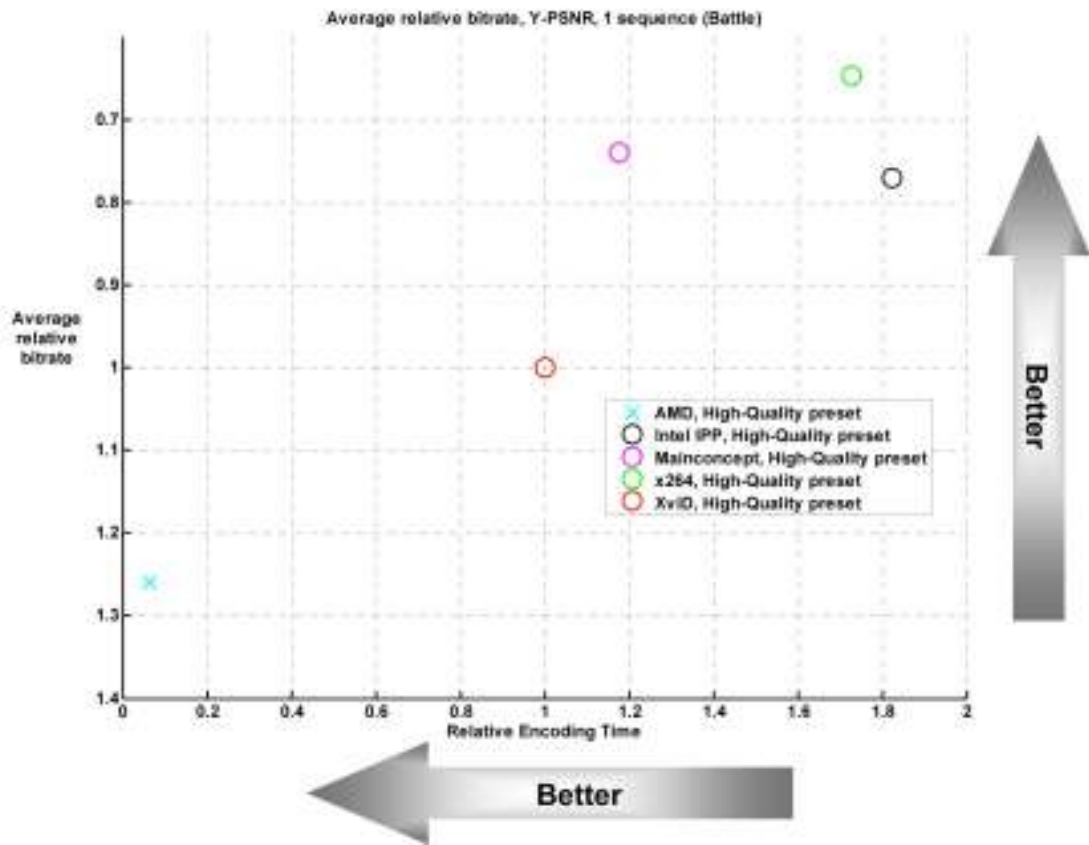 Average relative bitrate, Y-PSNR, 1 sequence (Battle)
0.7
0.8
0.9
1
1.1
1.2
1.3
1.4
Average
relative
bitrate
AMD, High-Quality preset
Intel IPP, High-Quality preset
Mainconcept, High-Quality preset
x264, High-Quality preset
XviD, High-Quality preset
Better
0 0.2 0.4 0.6 0.8 1 1.2 1.4 1.6 1.8 2
Relative Encoding Time
Better